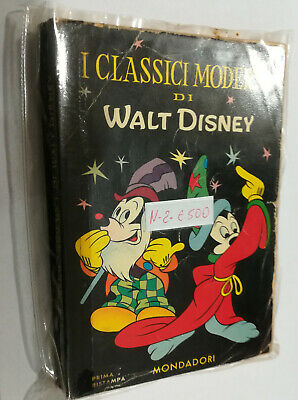 I CLASSICI MODE
DI
WALT DISNEY
N-2-€500
PRIMA
RISTAMPA
MONDADORI